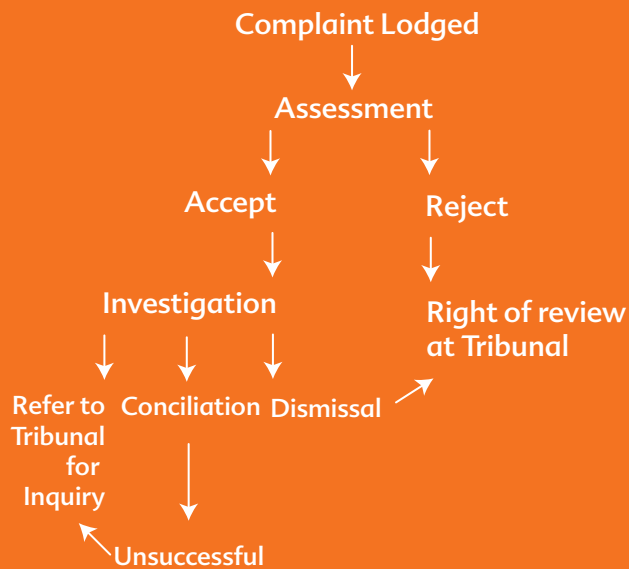 Complaint Lodged
Assessment
Accept
Reject
Investigation
Right of review
at Tribunal
Refer to
Tribunal
for
Inquiry
Conciliation
Dismissal
Unsuccessful